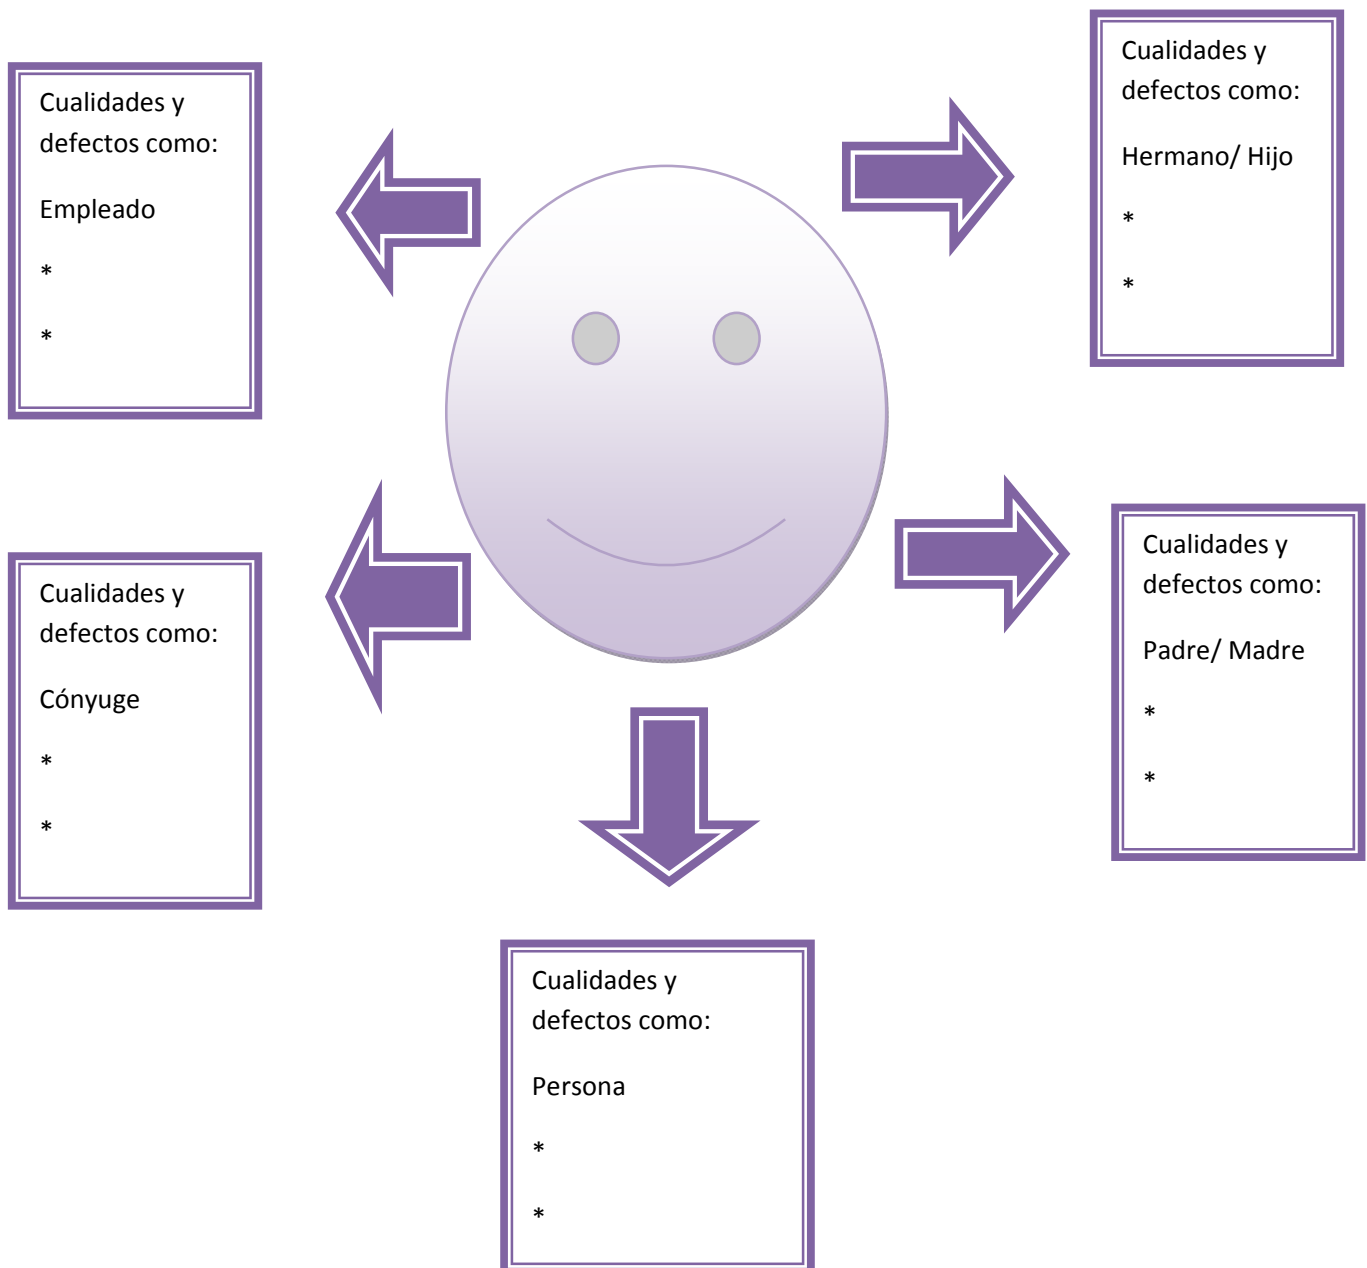 Cualidades y
defectos como:
Empleado
*
*
Cualidades y
defectos como:
Hermano/ Hijo
*
*
Cualidades y
defectos como:
Cónyuge
*
*
Cualidades y
defectos como:
Padre/ Madre
*
*
Cualidades y
defectos como:
Persona
*
*